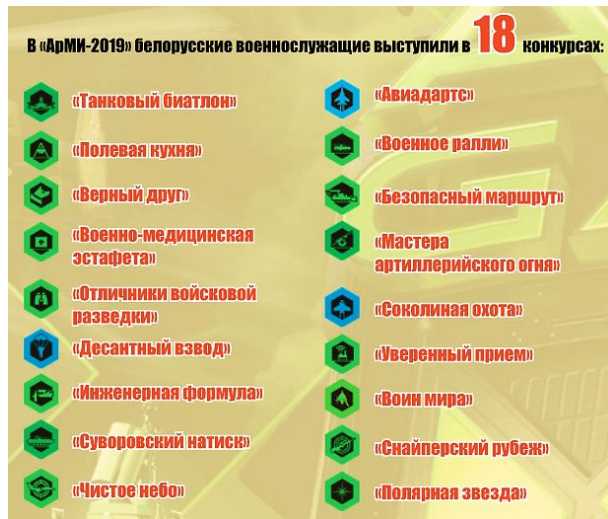 В «АрМИ-2019» белорусские военнослужащие выступили в 18 конкурсах:
«Танковый биатлон»
«Полевая кухня»
«Верный друг»
«Военно-медицинская
эстафета»
«Отличники войсковой
разведки»
«Десантный взвод»
«Инженерная формула»
«Суворовский натиск»
«Чистое небо»
«Авиадартс»
«Военное ралли»
«Безопасный маршрут»
«Мастера
артиллерийского огня»
«Соколиная охота»
«Уверенный прием»
«Воин мира»
«Снайперский рубеж»
«Полярная звезда»